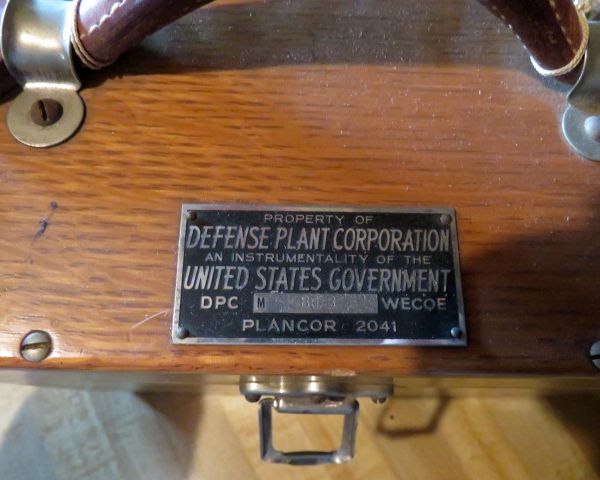 PROPERTY OF
DEFENSE PLANT CORPORATION
AN INSTRUMENTALITY OF THE
UNITED STATES GOVERNMENT
DPC M WECOE
PLANCOR 2041